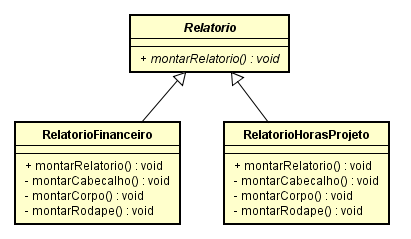 Relatorio
+ montarRelatorio() : void
RelatorioFinanceiro
+ montarRelatorio() : void
- montarCabecalho() : void
- montarCorpo() : void
- montarRodape() : void
RelatorioHorasProjeto
+ montarRelatorio() : void
- montarCabecalho() : void
- montarCorpo() : void
- montarRodape() : void